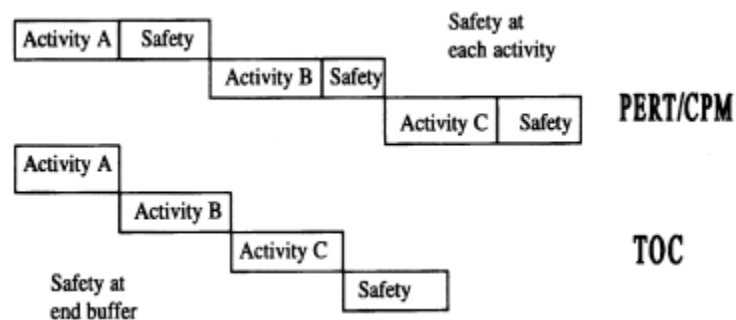 Safety at
each activity
Activity A Safety
Activity B Safety
Activity C Safety
PERT/CPM
Activity A
Activity B
Activity C
Safety
TOC
Safety at
end buffer